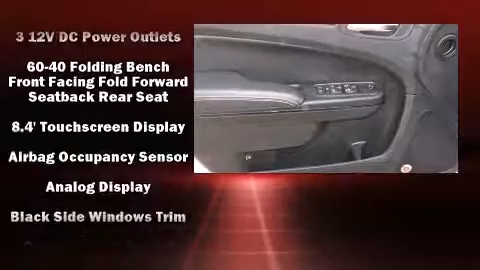 3 12V DC Power Outlets
60-40 Folding Bench
Front Facing Fold Forward
Seatback Rear Seat
8.4' Touchscreen Display
Airbag Occupancy Sensor
Analog Display
Black Side Windows Trim